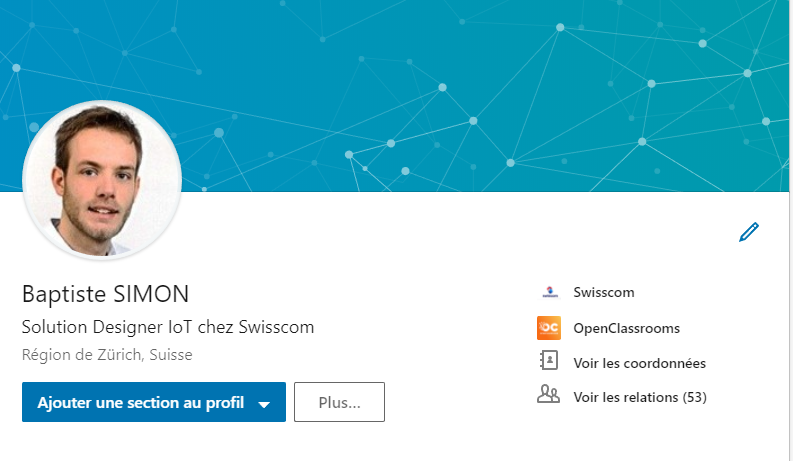 Baptiste SIMON
Solution Designer IoT chez Swisscom
Région de Zürich, Suisse
Ajouter une section au profil
Plus...
Swisscom
OC
OpenClassrooms
Voir les coordonnées
Voir les relations (53)